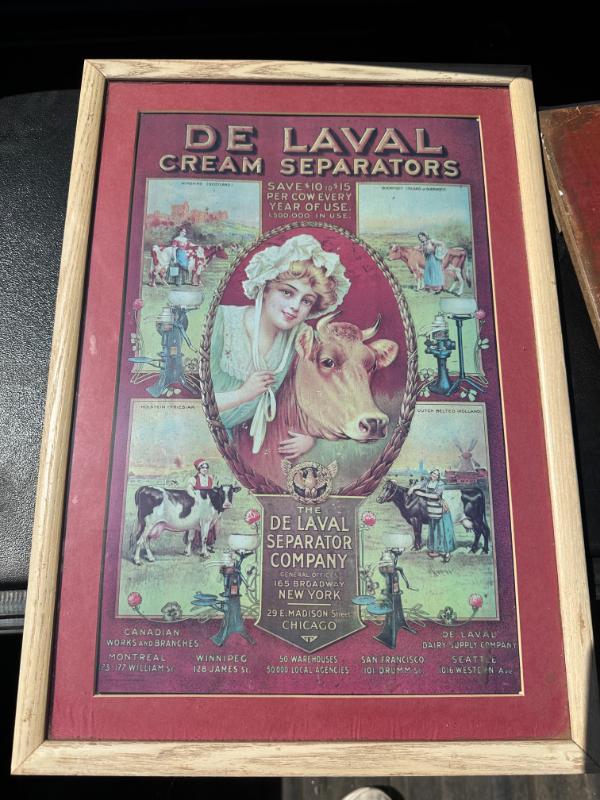 DE LAVAL
CREAM SEPARATORS
SAVE $10 TO $15
PER COW EVERY
YEAR OF USE.
1,500,000 IN USE.
AYRSHIRE (SCOTLAND)
GUERNSEY (ISLAND of GUERNSEY)
HOLSTEIN (FRIESIAN)
DUTCH BELTED (HOLLAND)
THE
DE LAVAL
SEPARATOR
COMPANY
GENERAL OFFICES
165 BROADWAY
NEW YORK
29 E. MADISON Street
CHICAGO
CANADIAN
WORKS AND BRANCHES
MONTREAL
173-177 WILLIAM St.
WINNIPEG
128 JAMES St.
50 WAREHOUSES
50,000 LOCAL AGENCIES
SAN FRANCISCO
101 DRUMM St.
DE LAVAL
DAIRY SUPPLY COMPANY
SEATTLE
1016 WESTERN Ave.